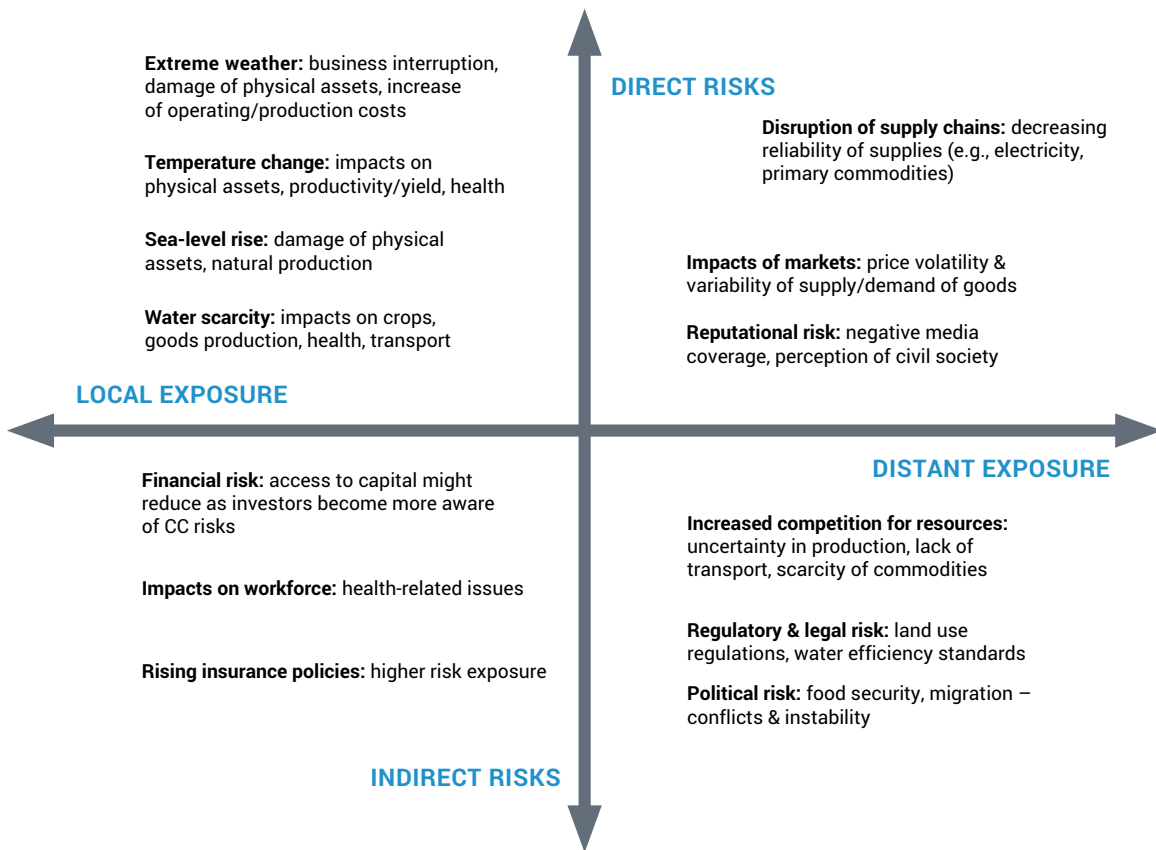 Extreme weather: business interruption,
damage of physical assets, increase
of operating/production costs
Temperature change: impacts on
physical assets, productivity/yield, health
Sea-level rise: damage of physical
assets, natural production
Water scarcity: impacts on crops,
goods production, health, transport
LOCAL EXPOSURE
DIRECT RISKS
Disruption of supply chains: decreasing
reliability of supplies (e.g., electricity,
primary commodities)
Impacts of markets: price volatility &
variability of supply/demand of goods
Reputational risk: negative media
coverage, perception of civil society
Financial risk: access to capital might
reduce as investors become more aware
of CC risks
Impacts on workforce: health-related issues
Rising insurance policies: higher risk exposure
INDIRECT RISKS
DISTANT EXPOSURE
Increased competition for resources:
uncertainty in production, lack of
transport, scarcity of commodities
Regulatory & legal risk: land use
regulations, water efficiency standards
Political risk: food security, migration –
conflicts & instability